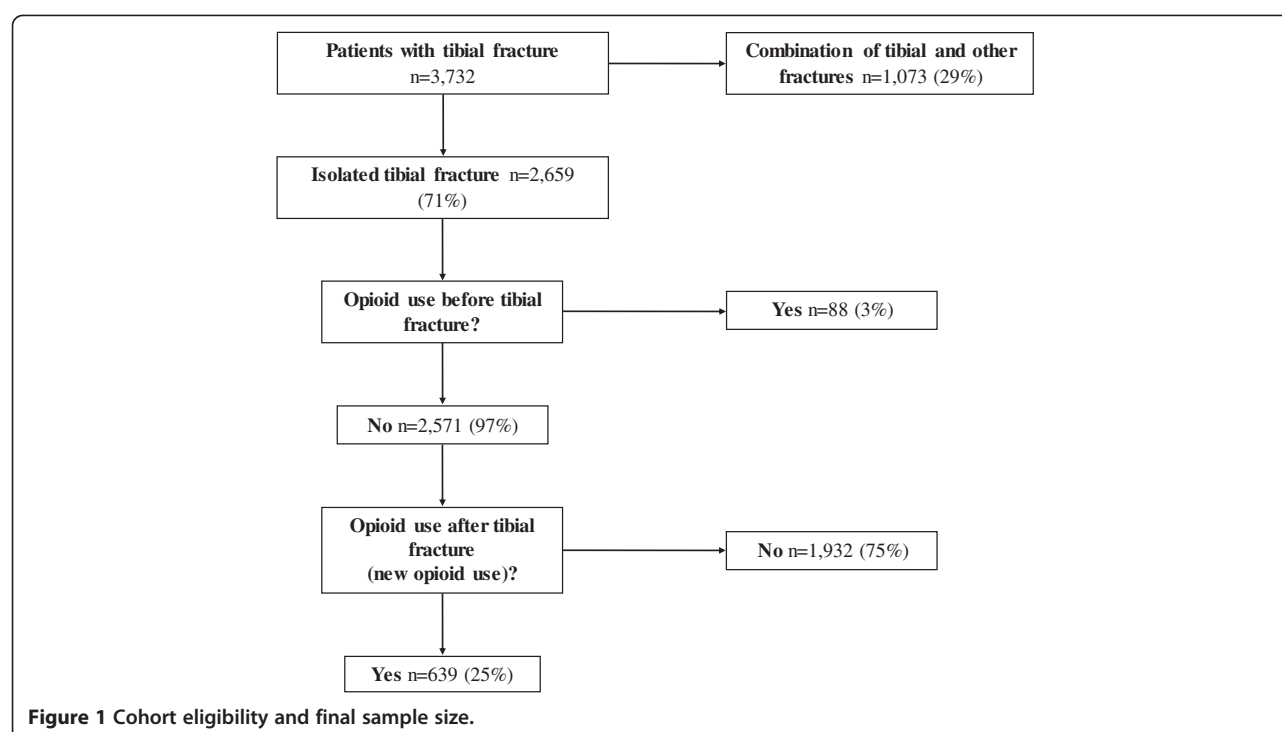 Patients with tibial fracture
n=3,732
Combination of tibial and other
fractures n=1,073 (29%)
Isolated tibial fracture n=2,659
(71%)
Opioid use before tibial
fracture?
Yes n=88 (3%)
No n=2,571 (97%)
Opioid use after tibial
fracture
(new opioid use)?
No n=1,932 (75%)
Yes n=639 (25%)
Figure 1 Cohort eligibility and final sample size.